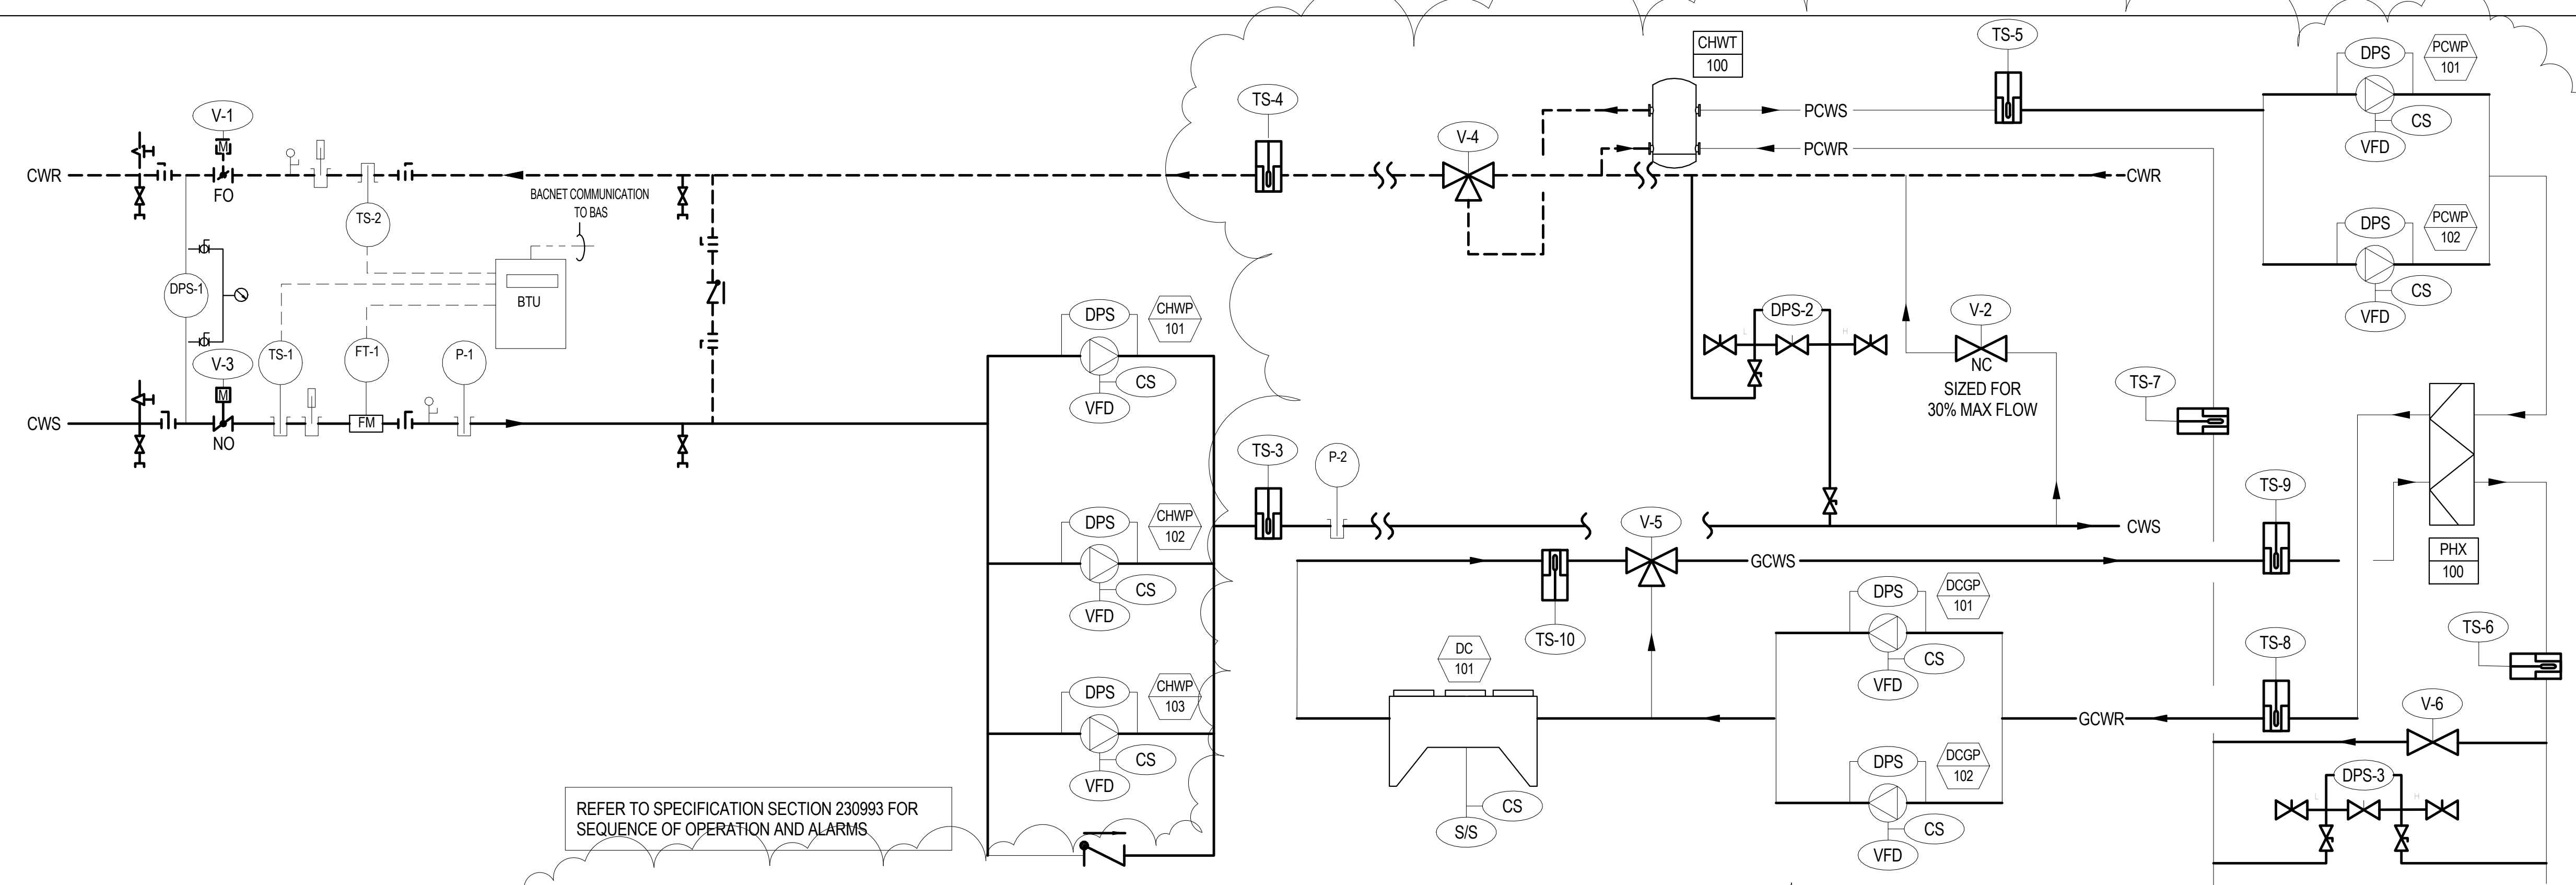 CHWT
100
TS-5
DPS
PCWP
101
CS
VFD
PCWS
PCWR
TS-4
V-4
V-1
M
FO
CWR
TS-2
BACNET COMMUNICATION
TO BAS
CWR
DPS
PCWP
102
CS
VFD
DPS-1
BTU
V-3
M
NO
TS-1
FT-1
P-1
CWS
FM
DPS
CHWP
101
CS
VFD
DPS-2
L
H
V-2
NC
SIZED FOR
30% MAX FLOW
TS-7
TS-3
P-2
V-5
CWS
TS-9
DPS
CHWP
102
CS
VFD
GCWS
TS-10
PHX
100
DPS
DCGP
101
CS
VFD
DC
101
CS
S/S
GCWR
TS-8
TS-6
V-6
DPS
CHWP
103
CS
VFD
DPS
DCGP
102
CS
VFD
DPS-3
L
H
REFER TO SPECIFICATION SECTION 230993 FOR
SEQUENCE OF OPERATION AND ALARMS